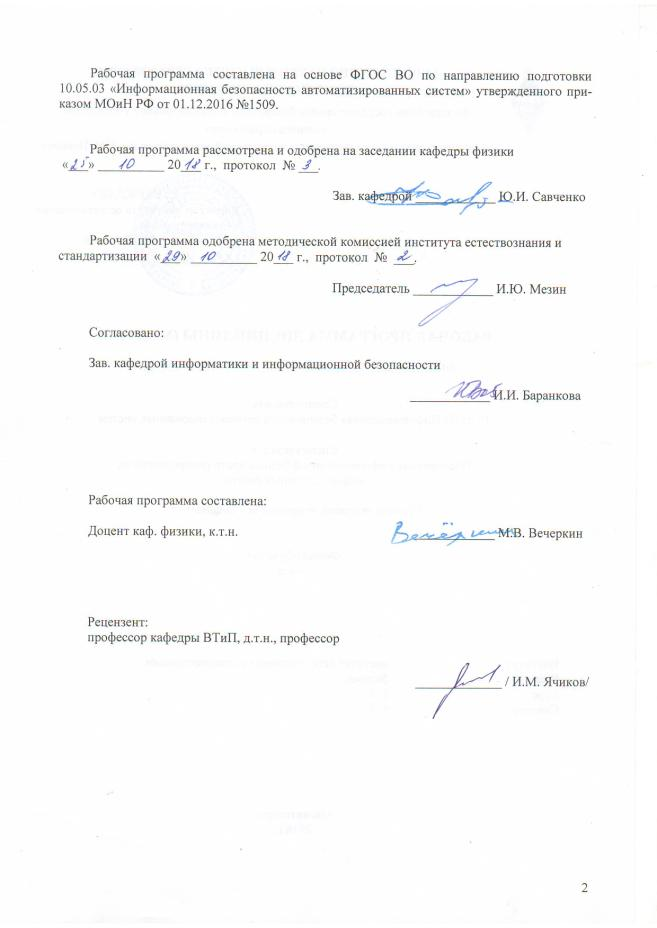 Рабочая программа составлена на основе ФГОС ВО по направлению подготовки
10.05.03 «Информационная безопасность автоматизированных систем» утвержденного при-
казом МОиН РФ от 01.12.2016 №1509.
Рабочая программа рассмотрена и одобрена на заседании кафедры физики
«25» 10 2018 г., протокол № 3.
Зав. кафедрой Ю.И. Савченко
Рабочая программа одобрена методической комиссией института естествознания и
стандартизации «29» 10 2018 г., протокол № 2.
Председатель И.Ю. Мезин
Согласовано:
Зав. кафедрой информатики и информационной безопасности
И.И. Баранкова
Рабочая программа составлена:
Доцент каф. физики, к.т.н. М.В. Вечеркин
Рецензент:
профессор кафедры ВТиП, д.т.н., профессор
/ И.М. Ячиков/
2